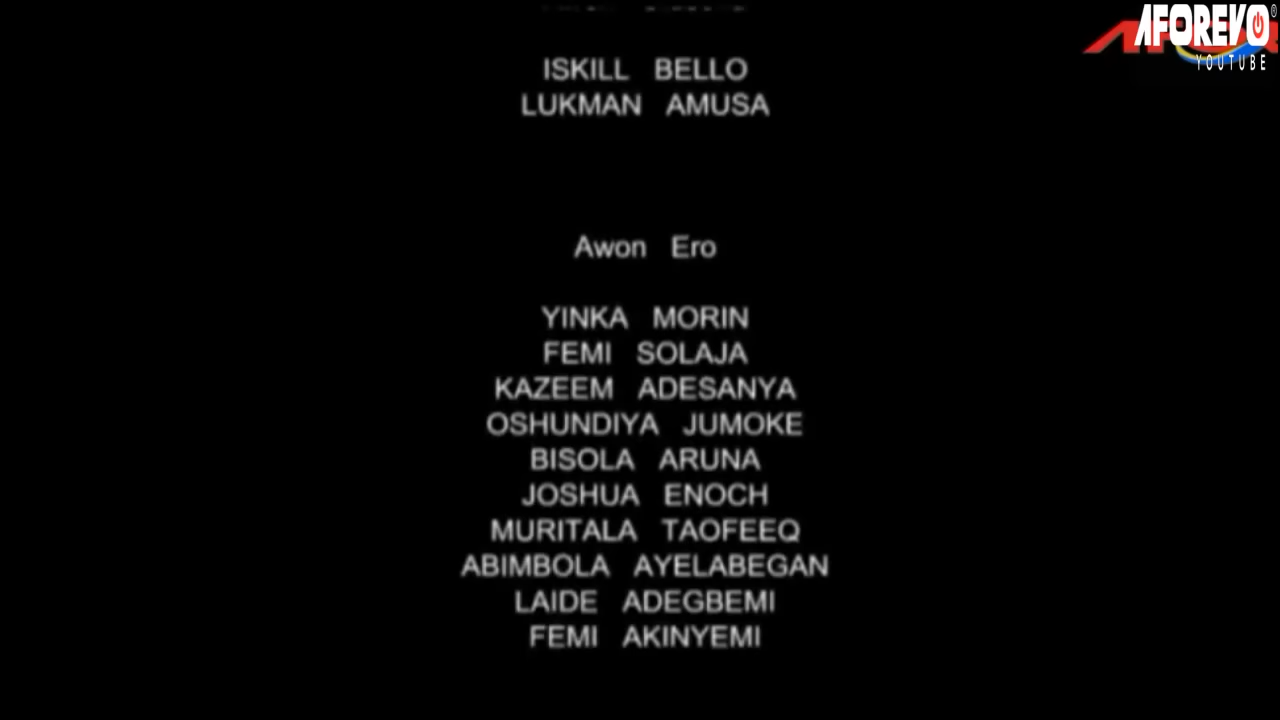 AFOREVO
YOUTUBE
ISKILL BELLO
LUKMAN AMUSA
Awon Ero
YINKA MORIN
FEMI SOLAJA
KAZEEM ADESANYA
OSHUNDIYA JUMOKE
BISOLA ARUNA
JOSHUA ENOCH
MURITALA TAOFEEQ
ABIMBOLA AYELABEGAN
LAIDE ADEGBEMI
FEMI AKINYEMI